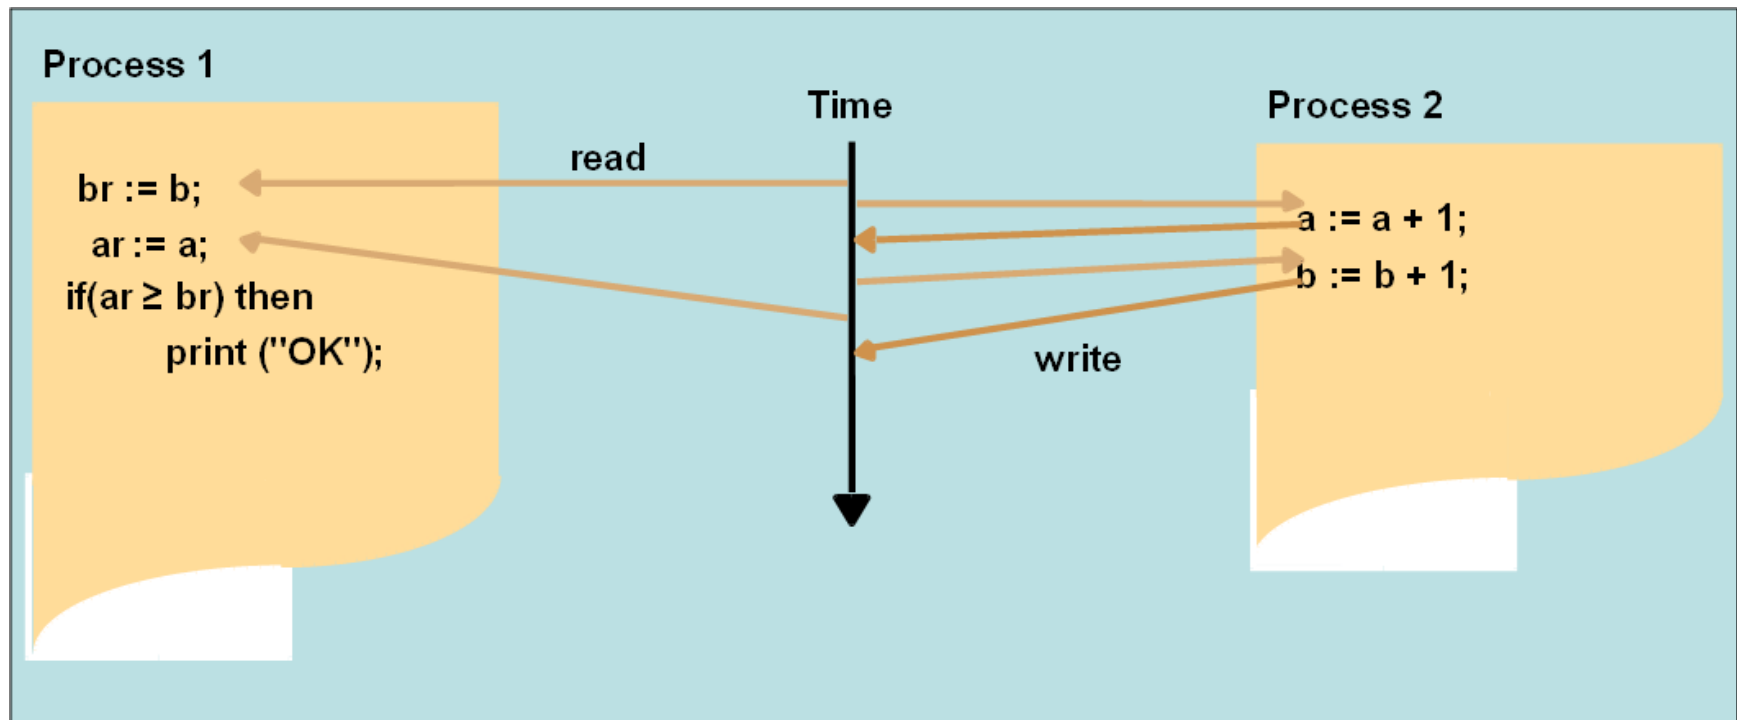 Process 1
br := b;
ar := a;
if(ar ≥ br) then
print ("OK");
Time
read
write
Process 2
a := a + 1;
b := b + 1;